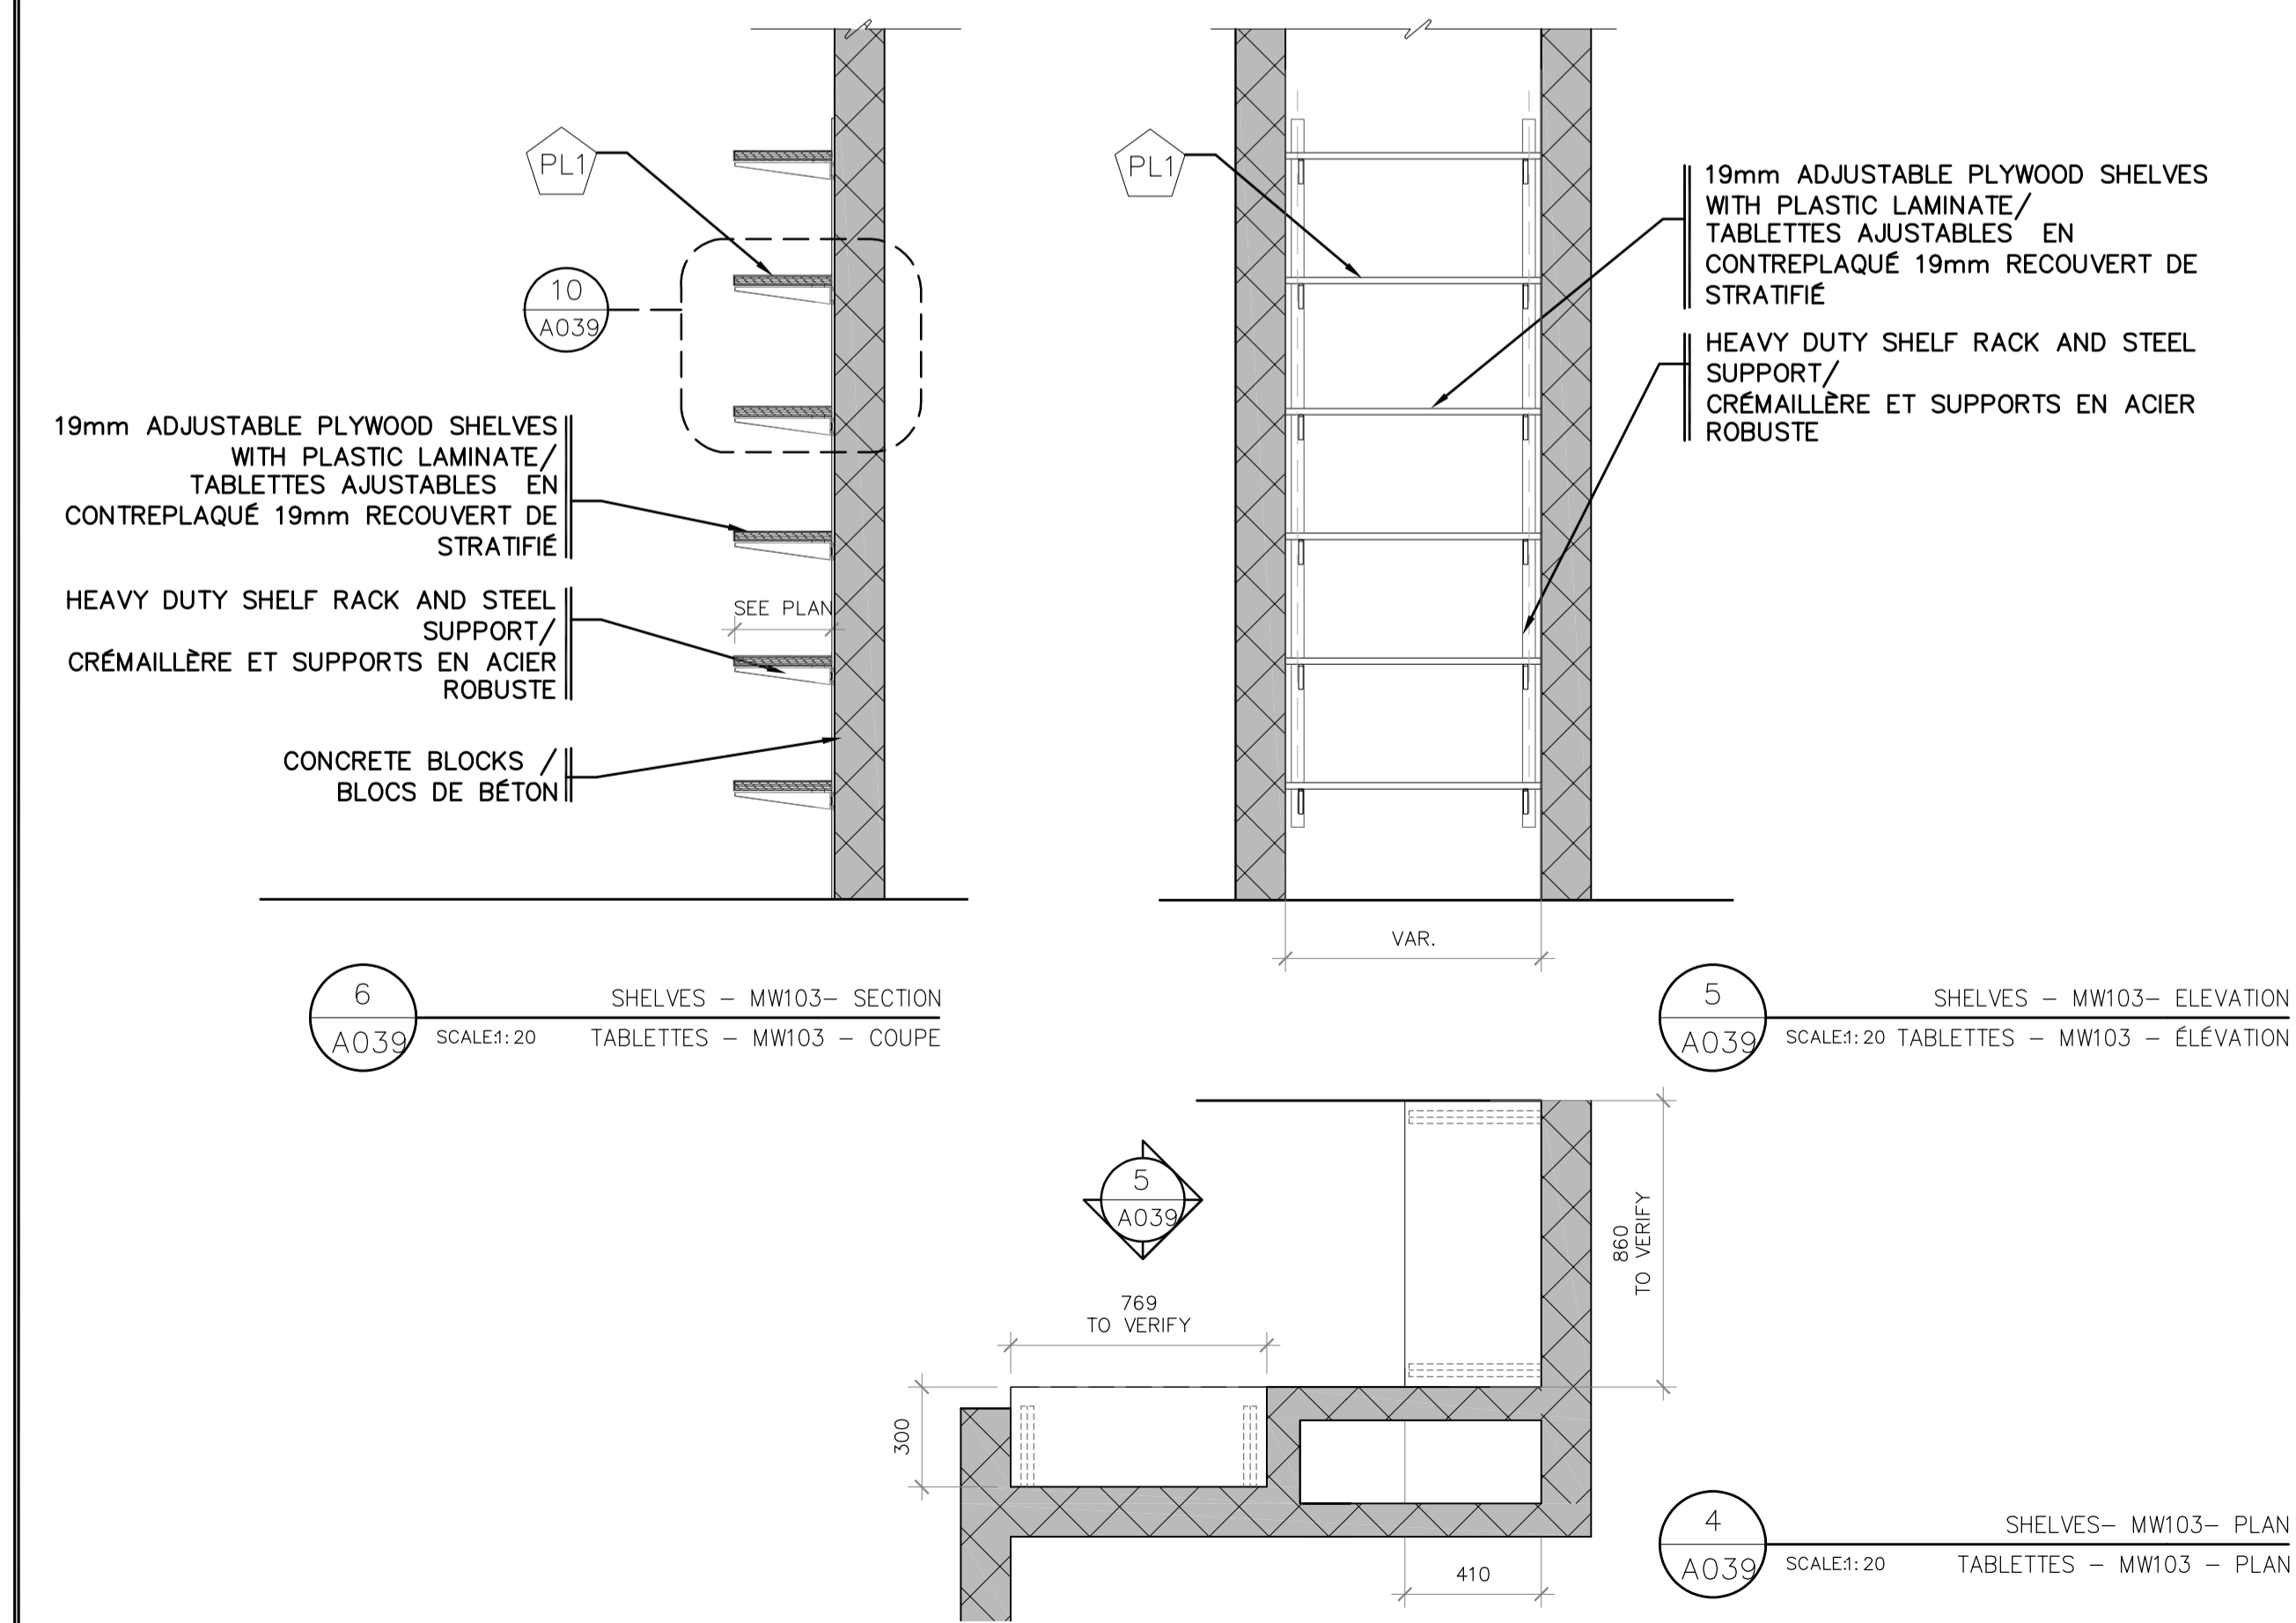 PL1
10
A039
19mm ADJUSTABLE PLYWOOD SHELVES
WITH PLASTIC LAMINATE/
TABLETTES AJUSTABLES EN
CONTREPLAQUÉ 19mm RECOUVERT DE
STRATIFIÉ
HEAVY DUTY SHELF RACK AND STEEL
SUPPORT/
CRÉMAILLÈRE ET SUPPORTS EN ACIER
ROBUSTE
SEE PLAN
CONCRETE BLOCKS /
BLOCS DE BÉTON
6
A039
SCALE:1:20
SHELVES – MW103– SECTION
TABLETTES – MW103 – COUPE
PL1
19mm ADJUSTABLE PLYWOOD SHELVES
WITH PLASTIC LAMINATE/
TABLETTES AJUSTABLES EN
CONTREPLAQUÉ 19mm RECOUVERT DE
STRATIFIÉ
HEAVY DUTY SHELF RACK AND STEEL
SUPPORT/
CRÉMAILLÈRE ET SUPPORTS EN ACIER
ROBUSTE
VAR.
5
A039
SHELVES – MW103– ELEVATION
SCALE:1:20 TABLETTES – MW103 – ÉLÉVATION
5
A039
860
TO VERIFY
769
TO VERIFY
300
410
4
A039
SHELVES– MW103– PLAN
SCALE:1:20 TABLETTES – MW103 – PLAN